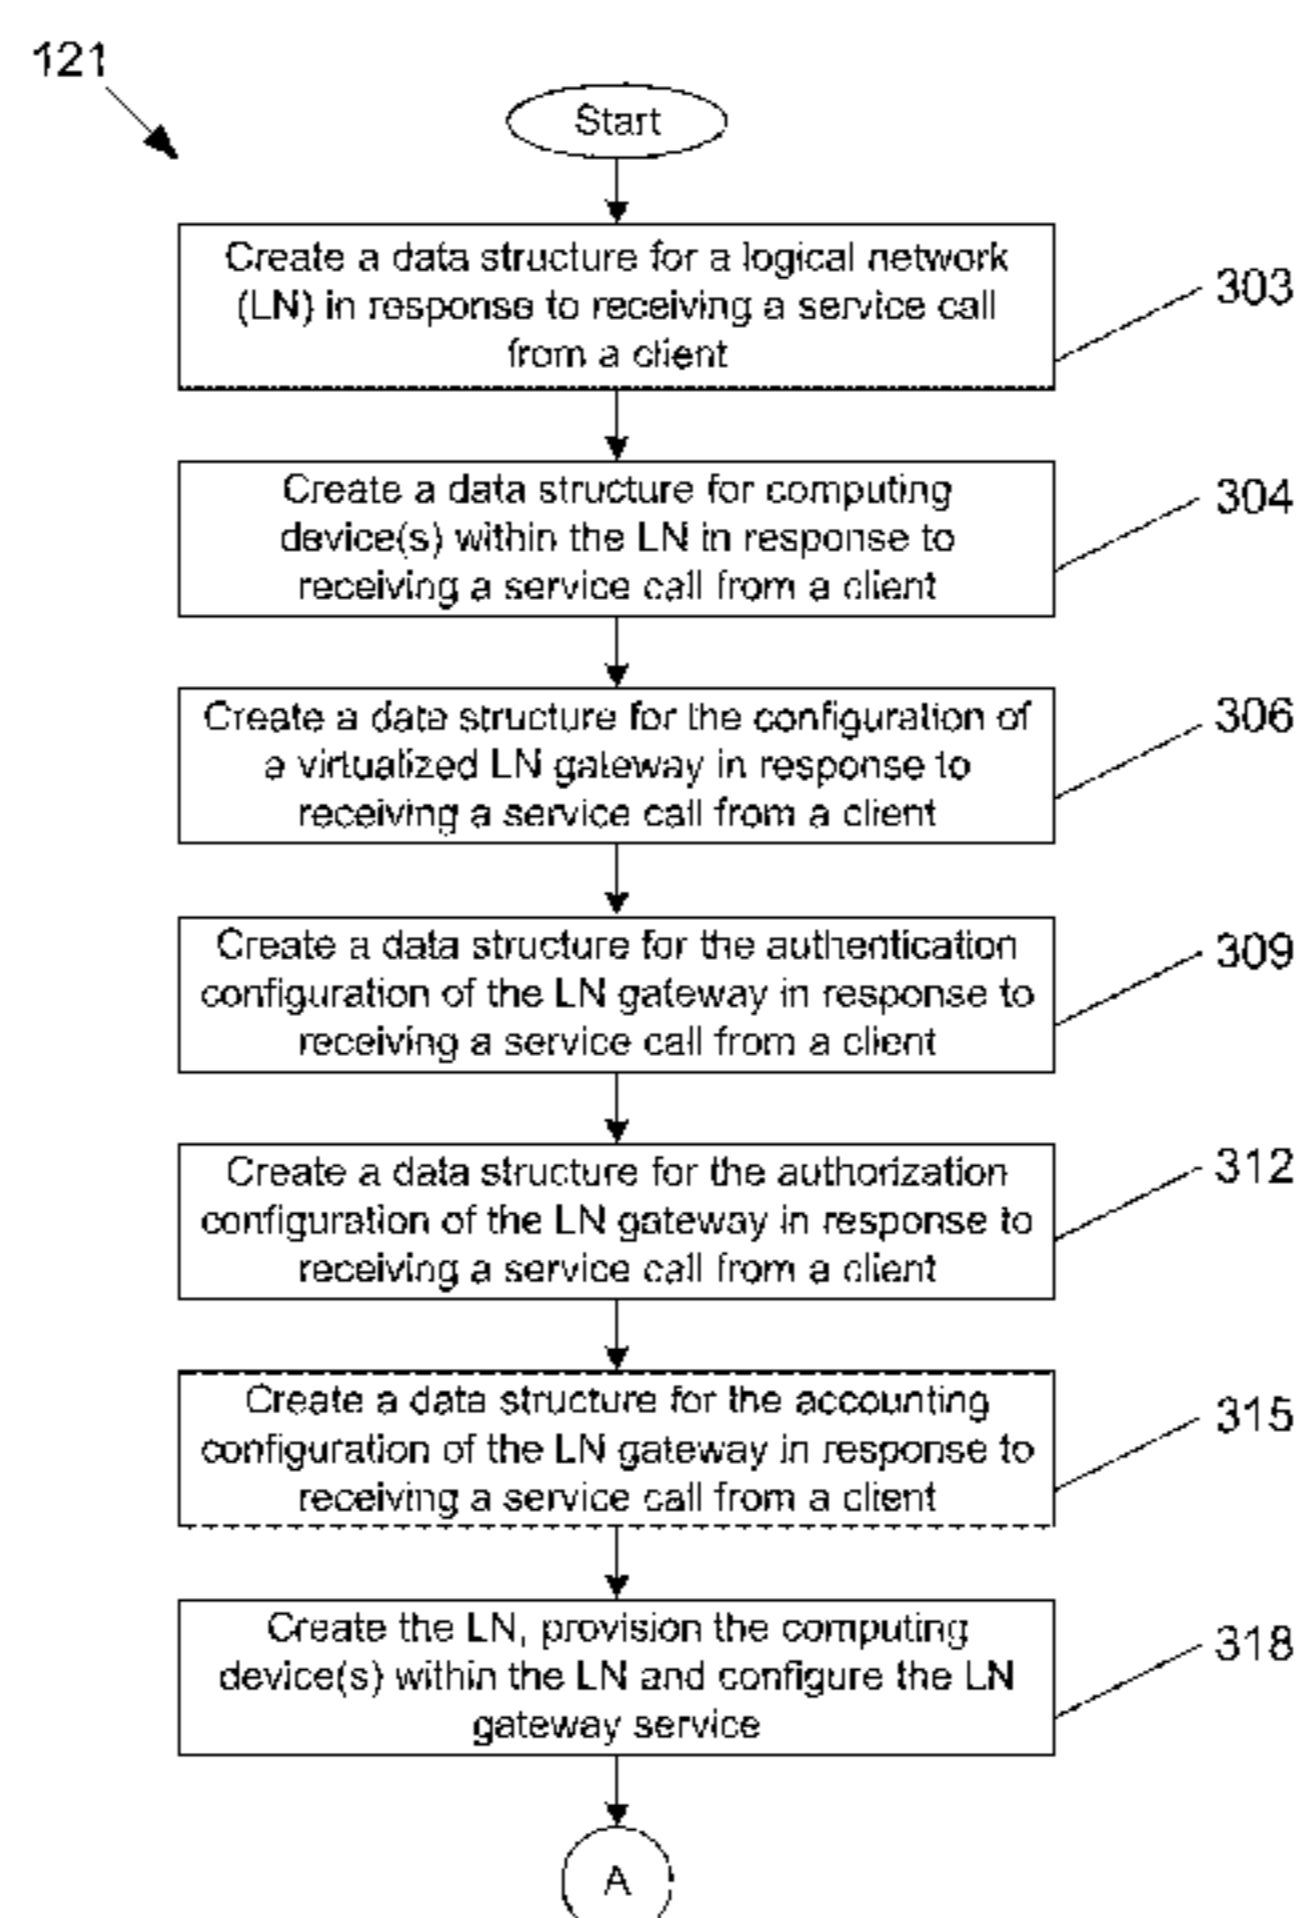 121
Start
Create a data structure for a logical network
(LN) in response to receiving a service call
from a client
303
Create a data structure for computing
device(s) within the LN in response to
receiving a service call from a client
304
Create a data structure for the configuration of
a virtualized LN gateway in response to
receiving a service call from a client
306
Create a data structure for the authentication
configuration of the LN gateway in response to
receiving a service call from a client
309
Create a data structure for the authorization
configuration of the LN gateway in response to
receiving a service call from a client
312
Create a data structure for the accounting
configuration of the LN gateway in response to
receiving a service call from a client
315
Create the LN, provision the computing
device(s) within the LN and configure the LN
gateway service
318
A